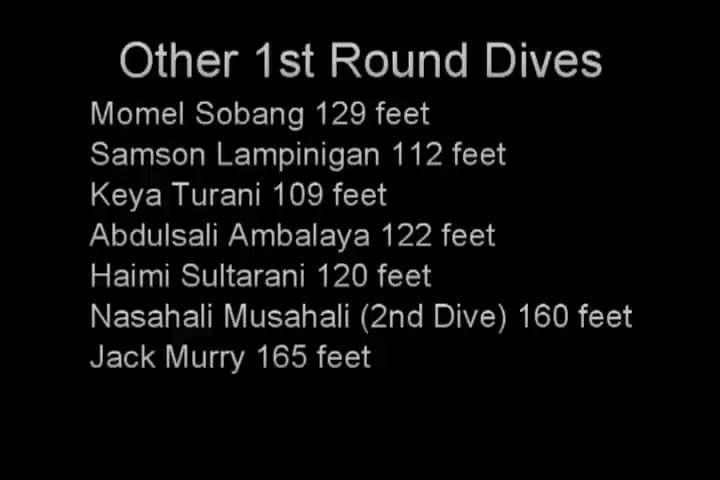 Other 1st Round Dives
Momel Sobang 129 feet
Samson Lampinigan 112 feet
Keya Turani 109 feet
Abdulsali Ambalaya 122 feet
Haimi Sultarani 120 feet
Nasahali Musahali (2nd Dive) 160 feet
Jack Murry 165 feet